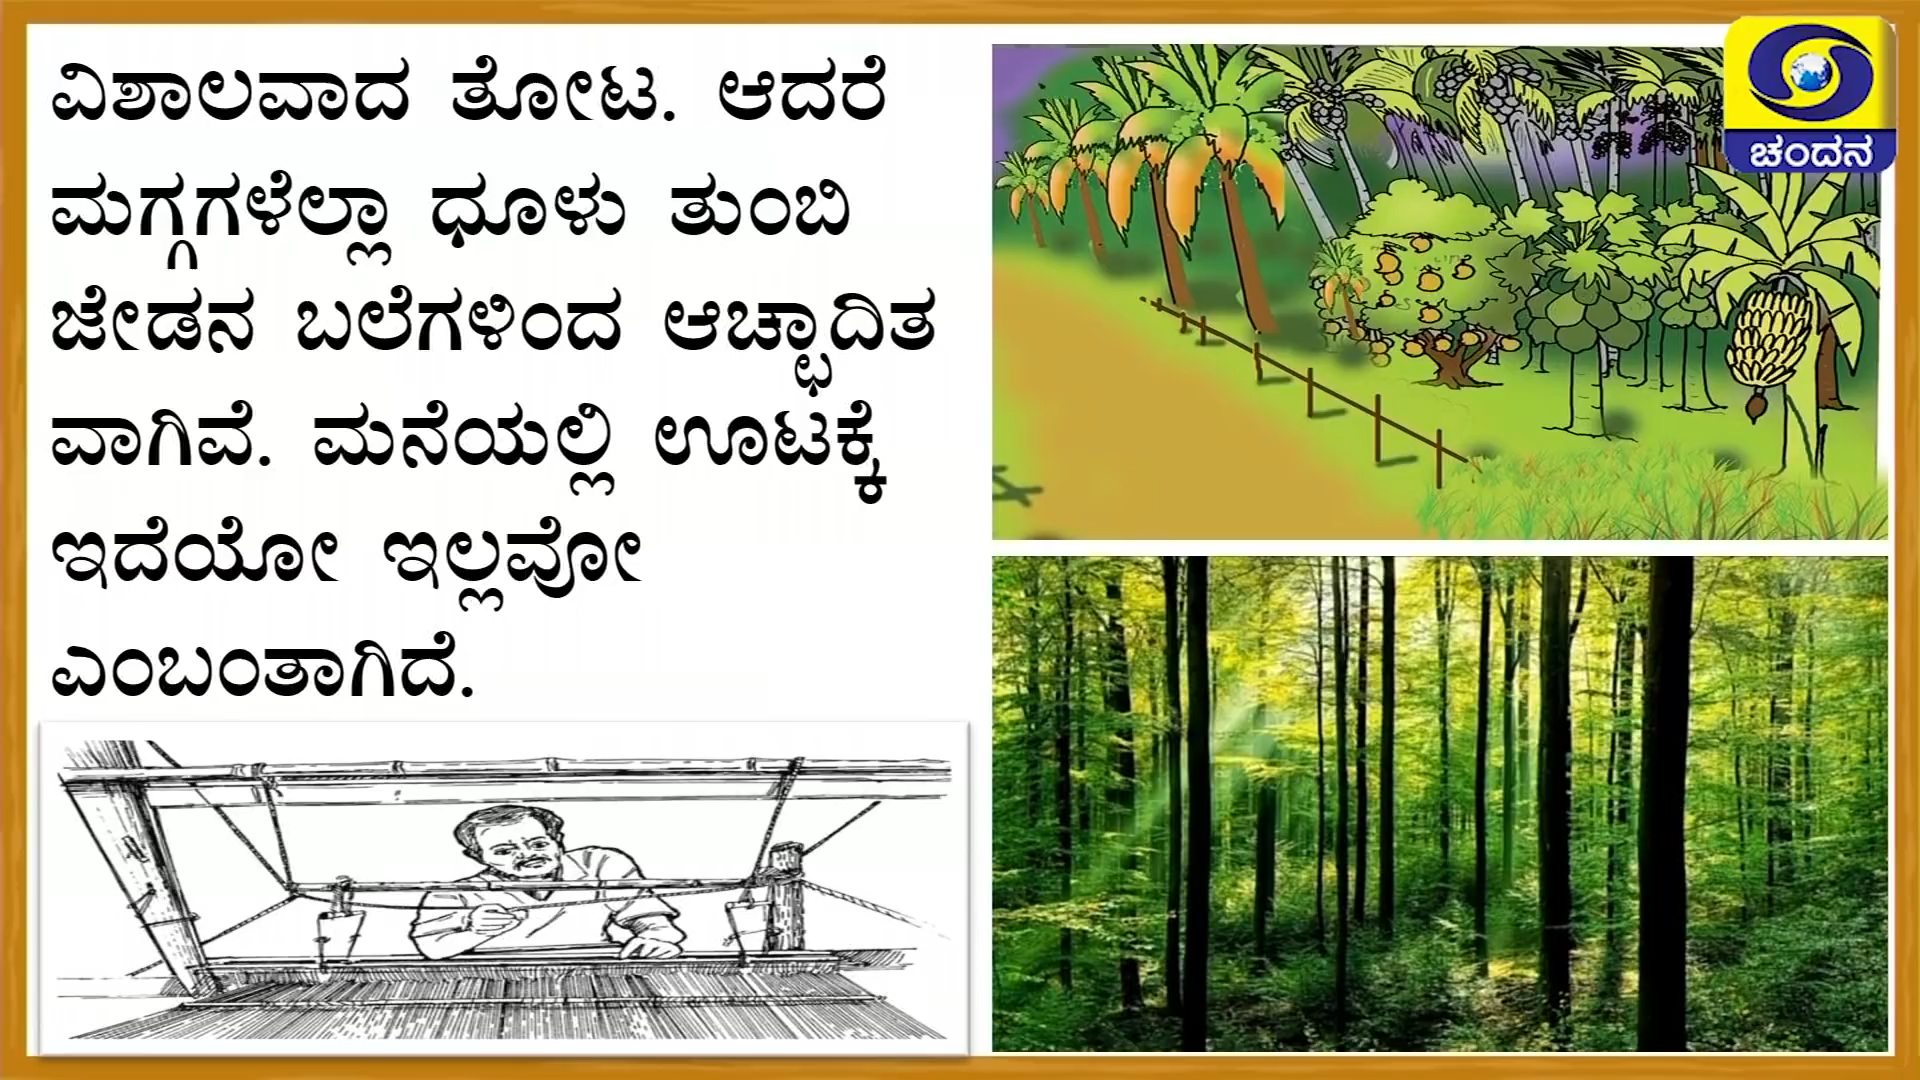 ವಿಶಾಲವಾದ ತೋಟ. ಆದರೆ
ಮಗ್ಗಗಳೆಲ್ಲಾ ಧೂಳು ತುಂಬಿ
ಜೇಡನ ಬಲೆಗಳಿಂದ ಆಚ್ಛಾದಿತ
ವಾಗಿವೆ. ಮನೆಯಲ್ಲಿ ಊಟಕ್ಕೆ
ಇದೆಯೋ ಇಲ್ಲವೋ
ಎಂಬಂತಾಗಿದೆ.
ಚಂದನ